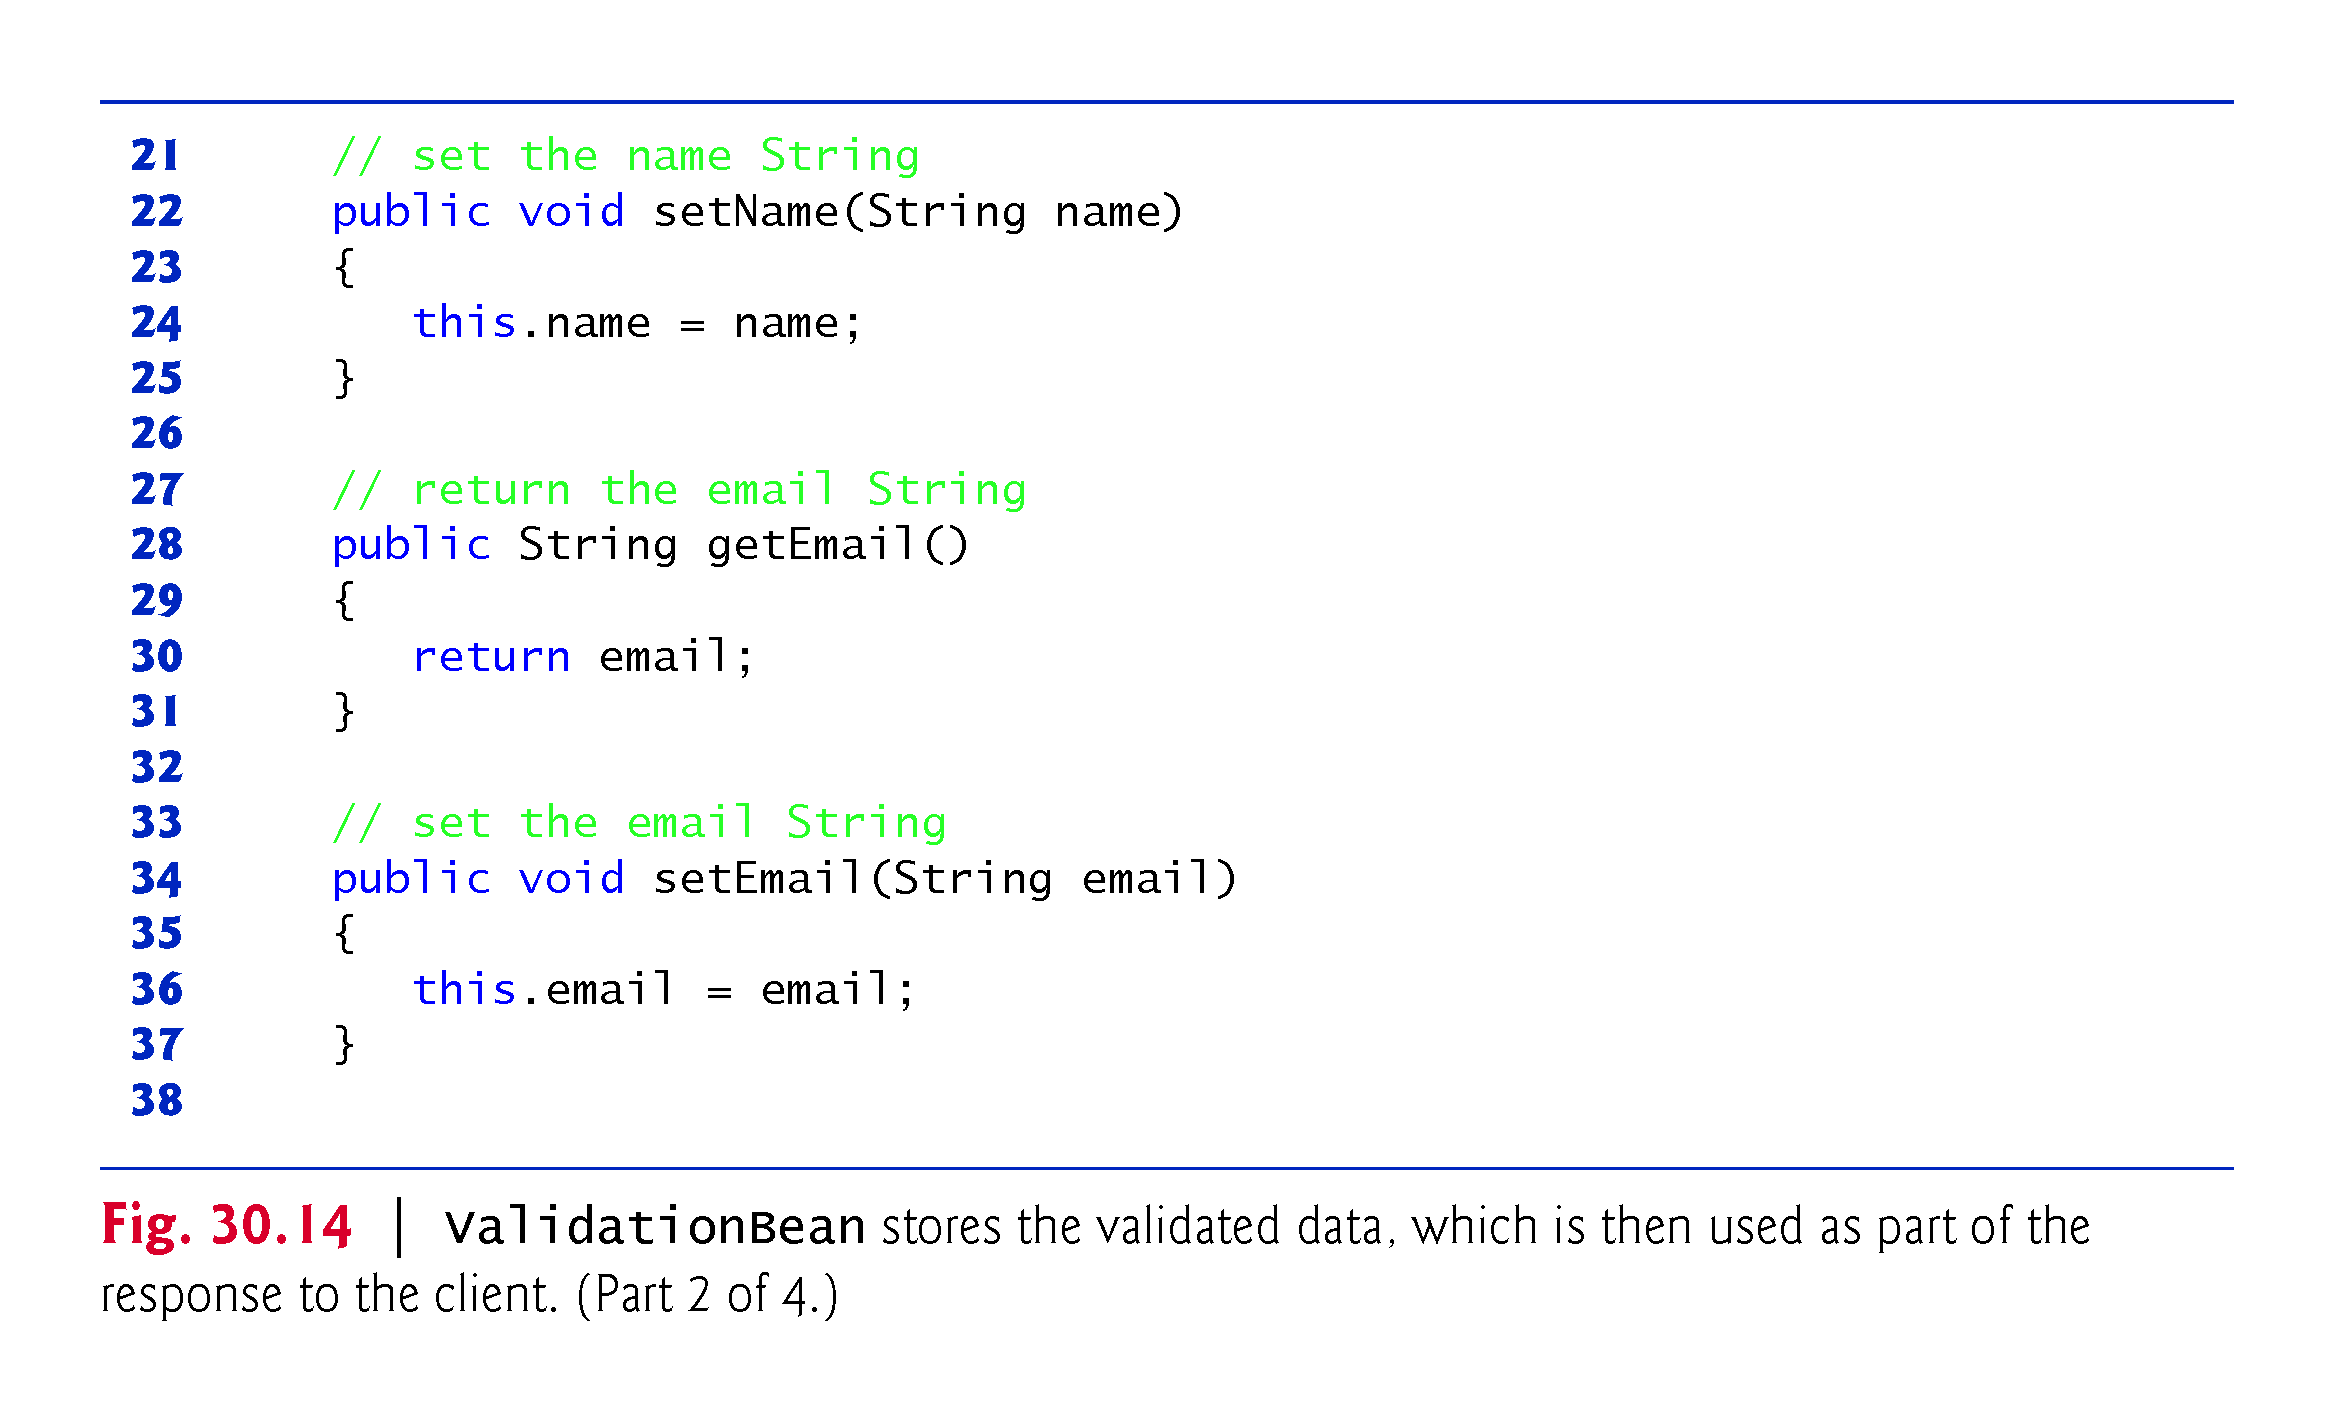 21 // set the name String
22 public void setName(String name)
23 {
24 this.name = name;
25 }
26
27 // return the email String
28 public String getEmail()
29 {
30 return email;
31 }
32
33 // set the email String
34 public void setEmail(String email)
35 {
36 this.email = email;
37 }
38
Fig. 30.14 | ValidationBean stores the validated data, which is then used as part of the
response to the client. (Part 2 of 4.)